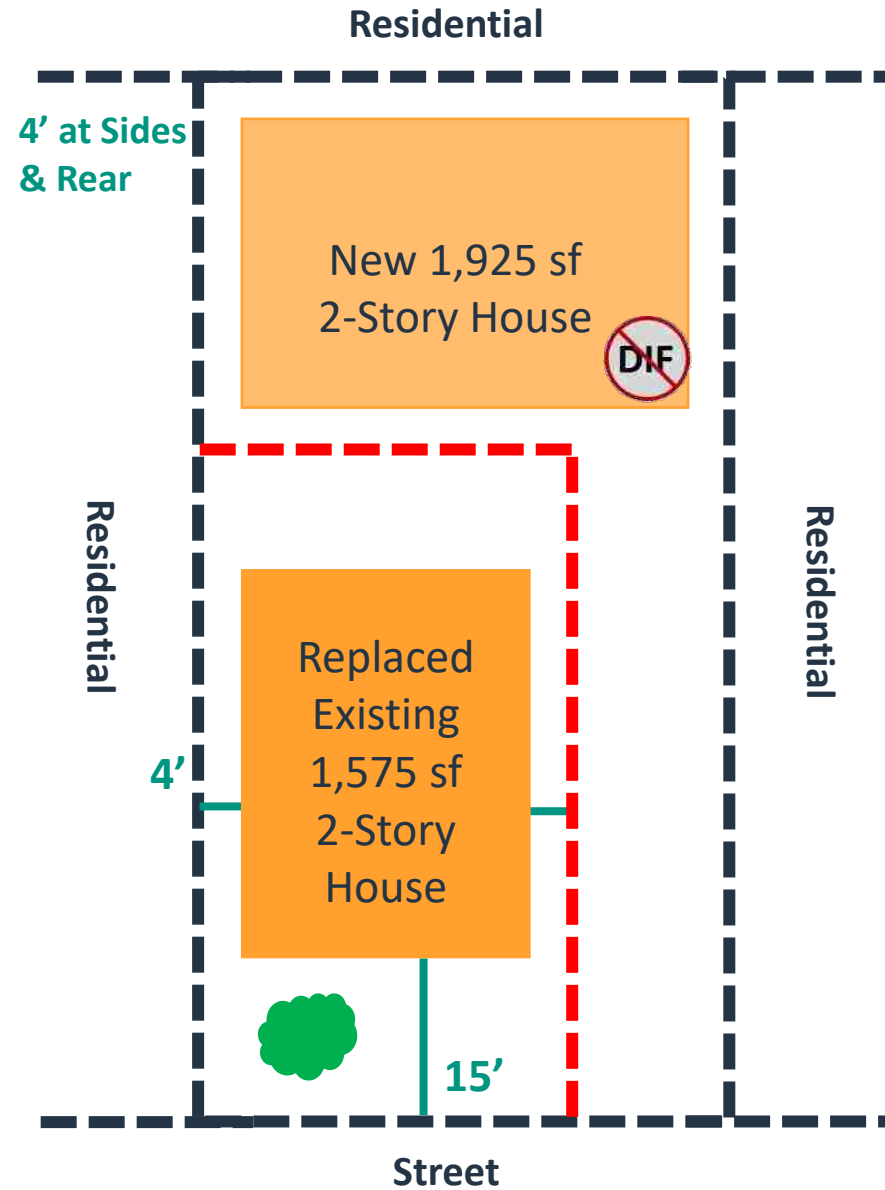 Residential
4’ at Sides
& Rear
New 1,925 sf
2-Story House
DIF
Residential
Residential
Replaced
Existing
1,575 sf
2-Story
House
4’
15’
Street